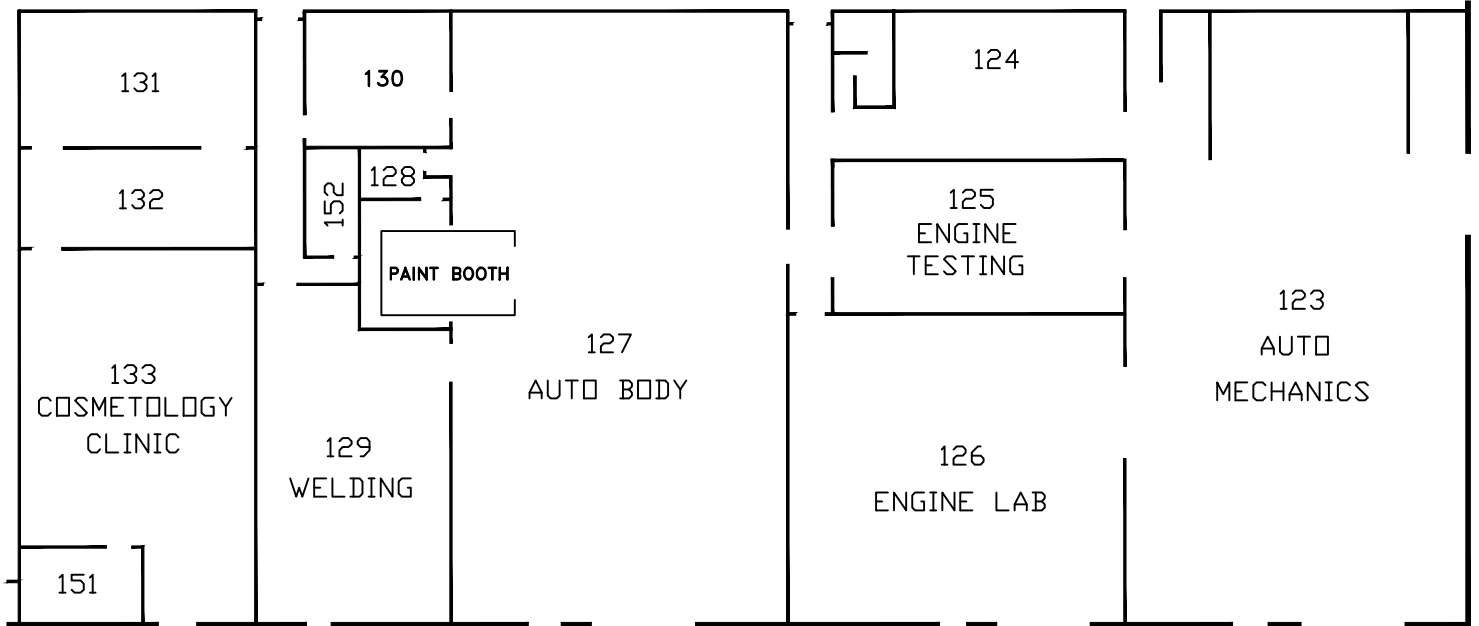 131
130
124
132
152
128
125
ENGINE
TESTING
PAINT BOOTH
123
AUTO
MECHANICS
127
AUTO BODY
133
COSMETOLOGY
CLINIC
129
WELDING
126
ENGINE LAB
151